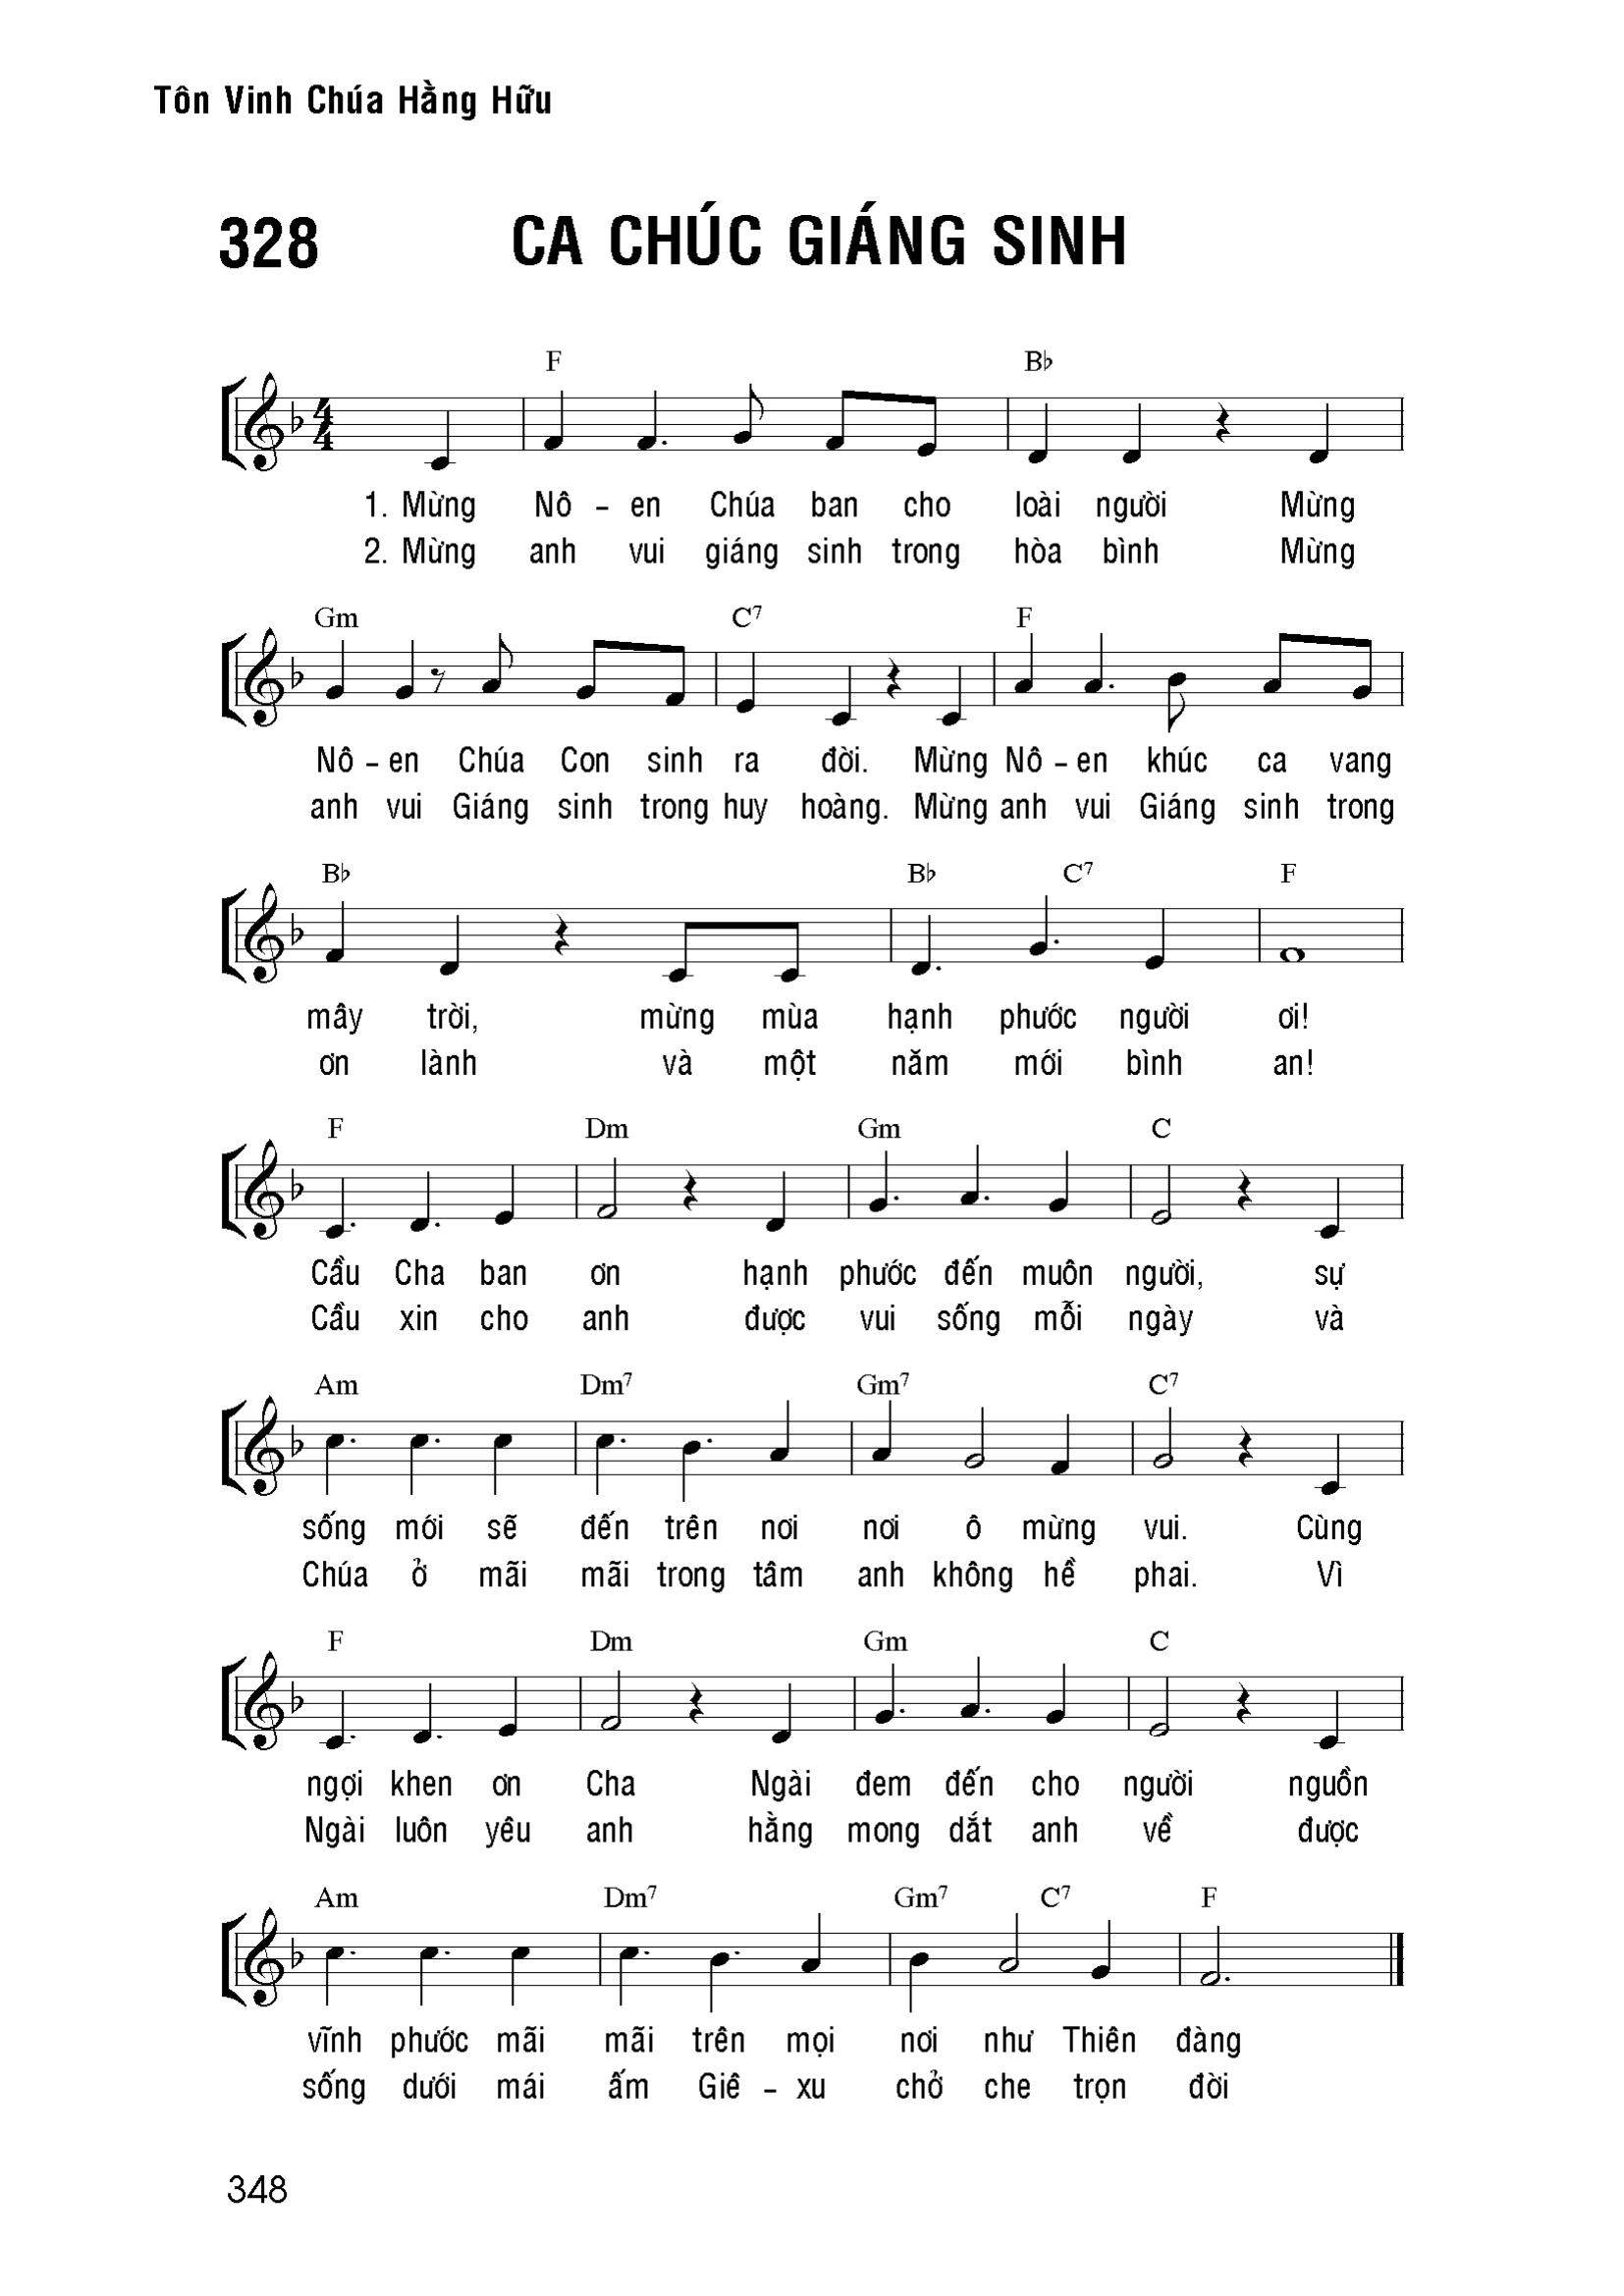 Tôn Vinh Chúa Hằng Hữu
328 CA CHÚC GIÁNG SINH
F B♭
4
4
1. Mừng Nô – en Chúa ban cho loài người Mừng
2. Mừng anh vui giáng sinh trong hòa bình Mừng
Gm C7 F
Nô – en Chúa Con sinh ra đời. Mừng Nô – en khúc ca vang
anh vui Giáng sinh trong huy hoàng. Mừng anh vui Giáng sinh trong
B♭ B♭ C7 F
mây trời, mừng mùa hạnh phước người ơi!
ơn lành và một năm mới bình an!
F Dm Gm C
Cầu Cha ban ơn hạnh phước đến muôn người, sự
Cầu xin cho anh được vui sống mỗi ngày và
Am Dm7 Gm7 C7
sống mới sẽ đến trên nơi nơi ô mừng vui. Cùng
Chúa ở mãi mãi trong tâm anh không hề phai. Vì
F Dm Gm C
ngợi khen ơn Cha Ngài đem đến cho người nguồn
Ngài luôn yêu anh hằng mong dắt anh về được
Am Dm7 Gm7 C7 F
vĩnh phước mãi mãi trên mọi nơi như Thiên đàng
sống dưới mái ấm Giê – xu chở che trọn đời
348